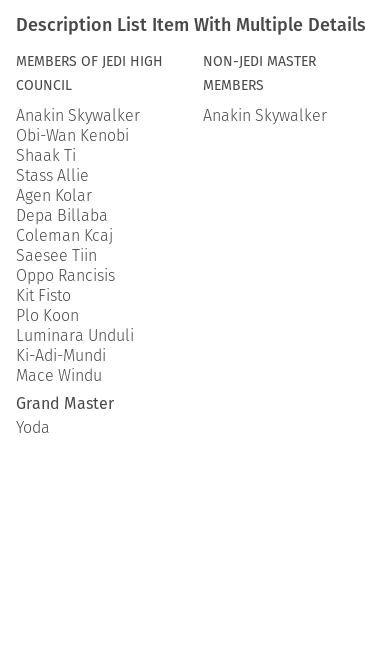 Description List Item With Multiple Details
MEMBERS OF JEDI HIGH
COUNCIL
Anakin Skywalker
Obi-Wan Kenobi
Shaak Ti
Stass Allie
Agen Kolar
Depa Billaba
Coleman Kcaj
Saesee Tiin
Oppo Rancisis
Kit Fisto
Plo Koon
Luminara Unduli
Ki-Adi-Mundi
Mace Windu
Grand Master
Yoda
NON-JEDI MASTER
MEMBERS
Anakin Skywalker